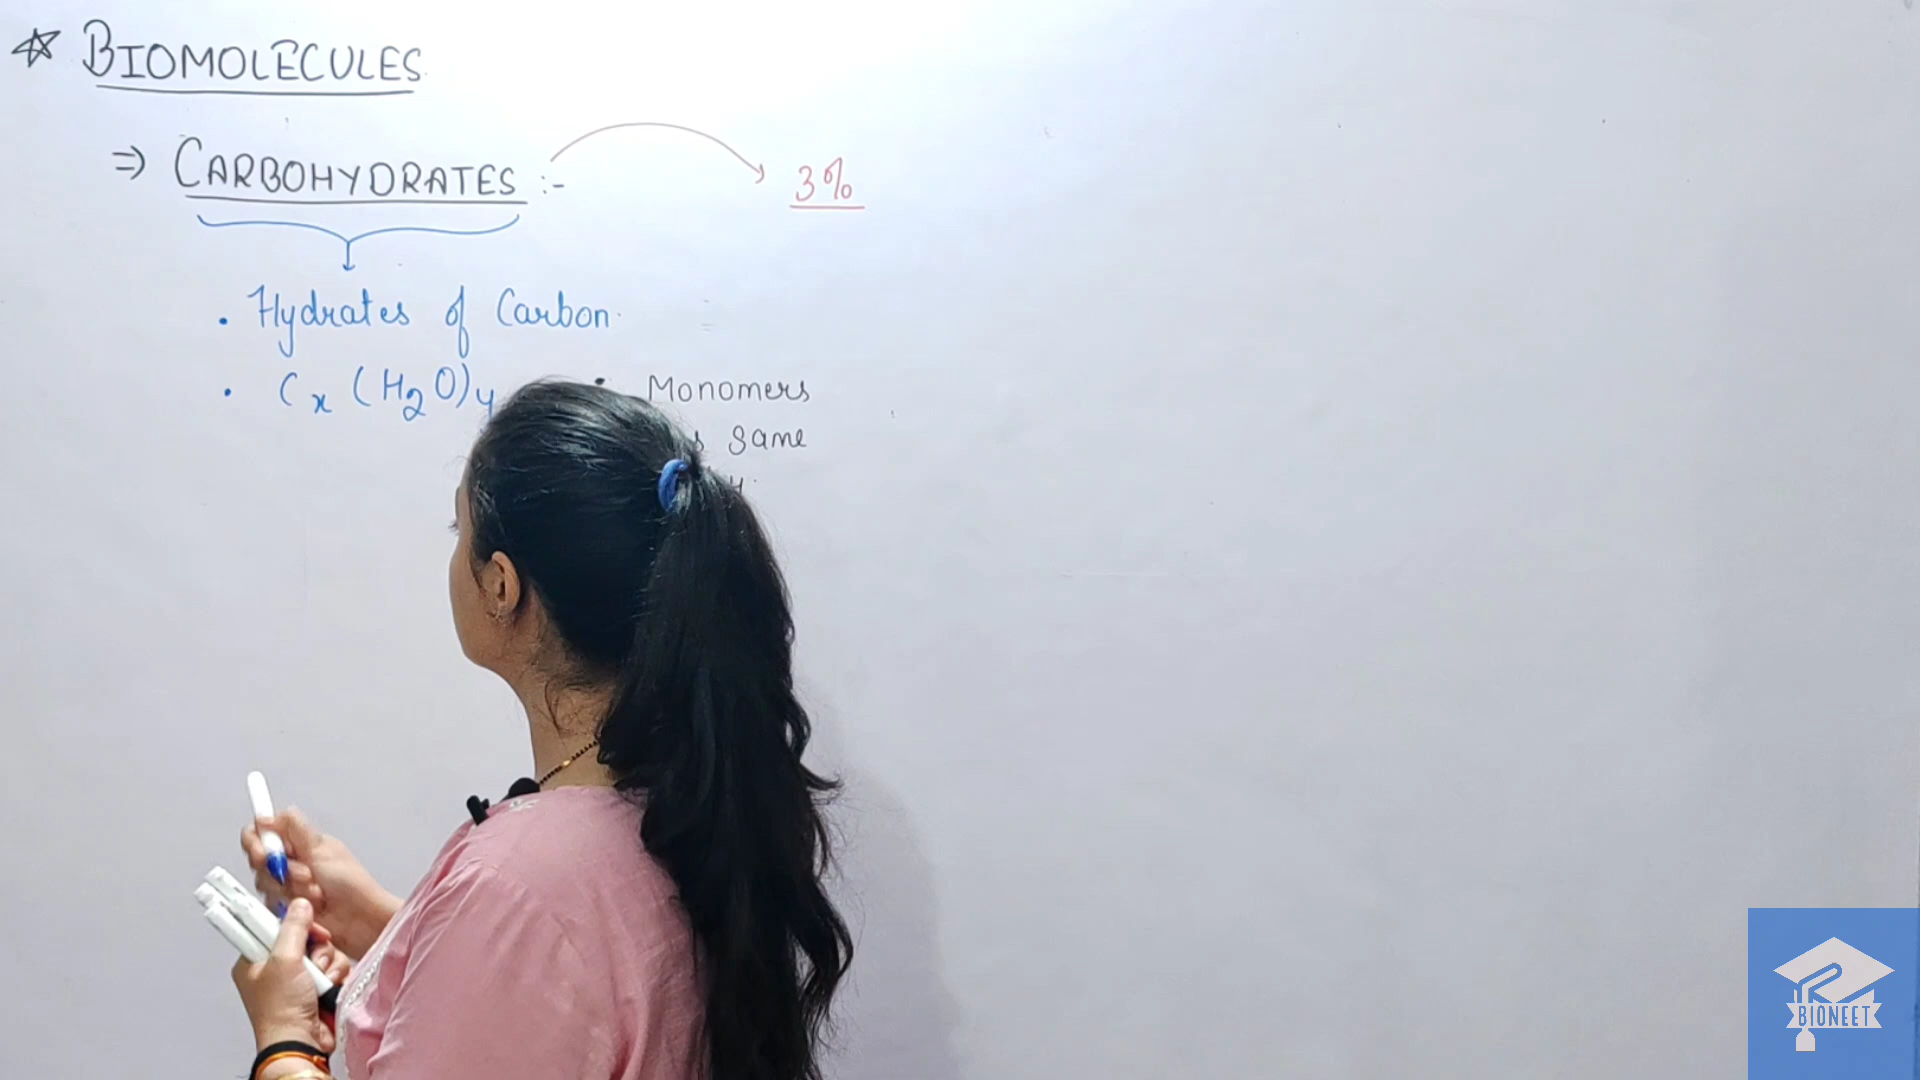 ☆ BIOMOLECULES
⇒ CARBOHYDRATES :- → 3%
. Hydrates of Carbon.
. Cx (H2O)y
Monomers
same
BIONEET